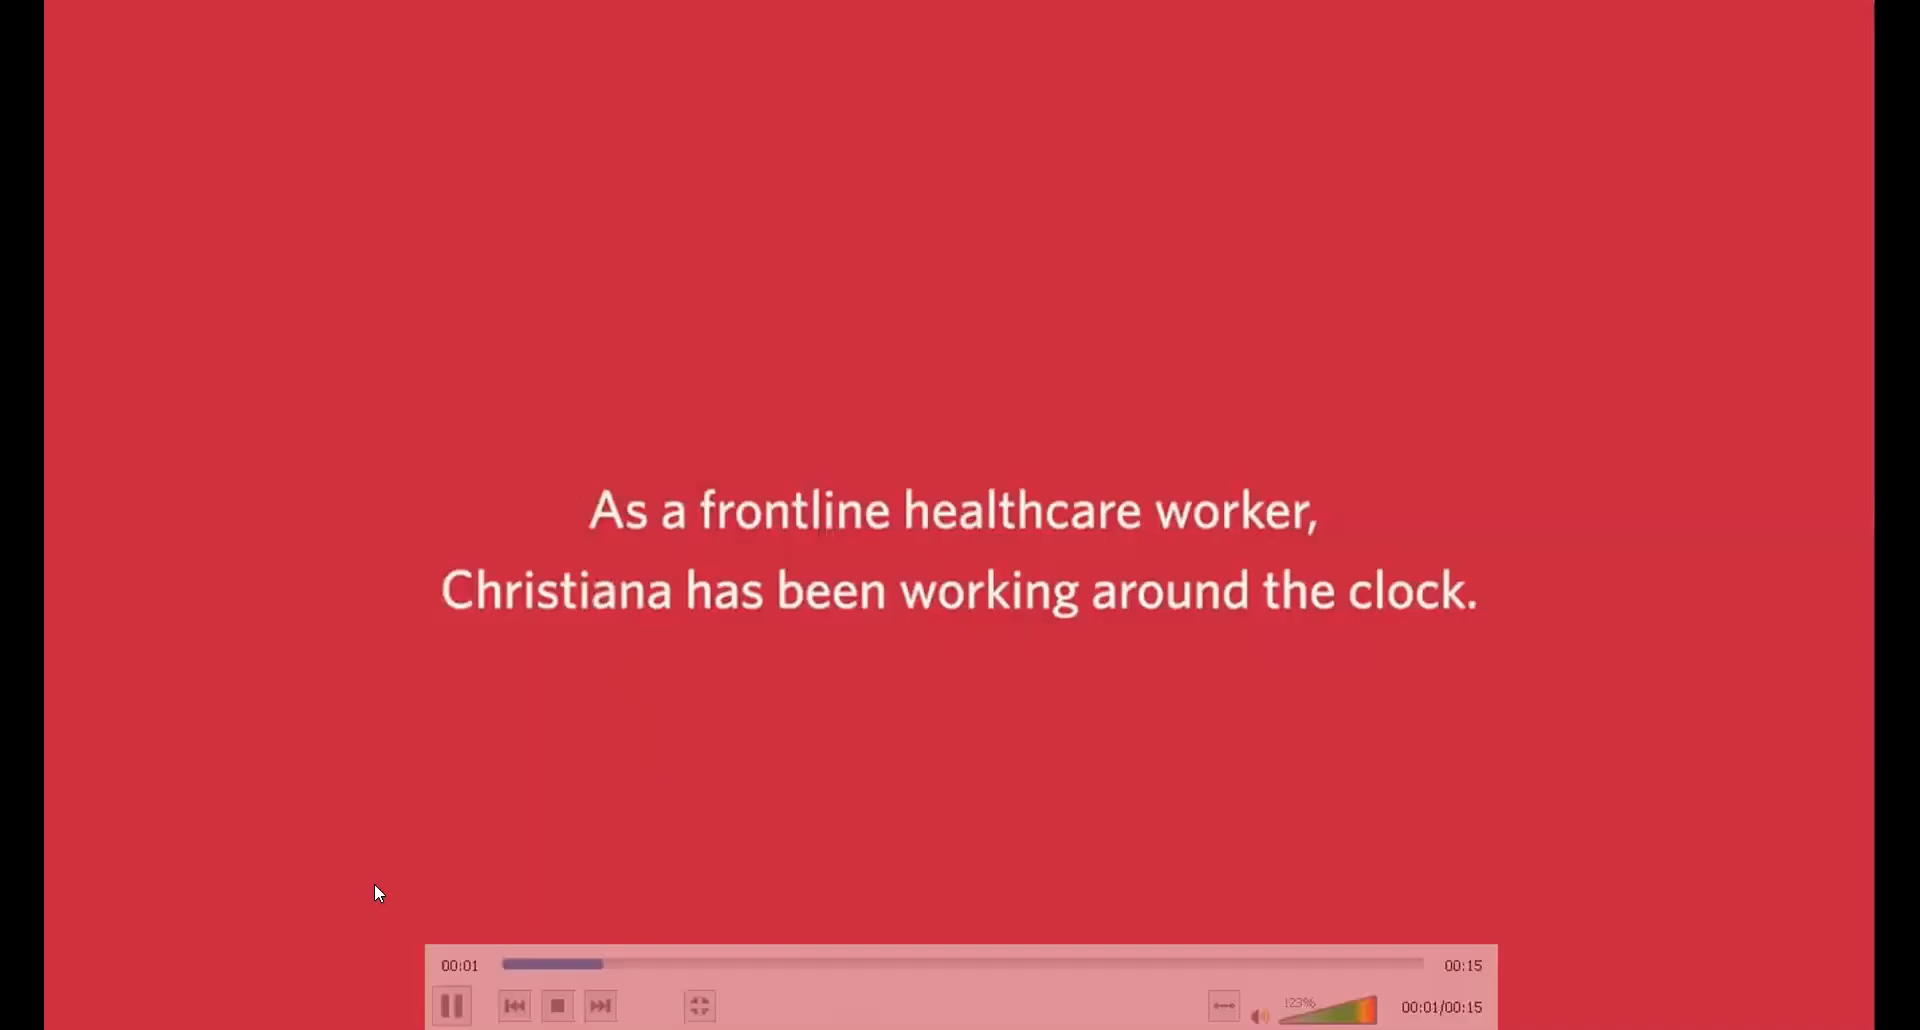 As a frontline healthcare worker,
Christiana has been working around the clock.
00:01
00:15
123%
00:01/00:15